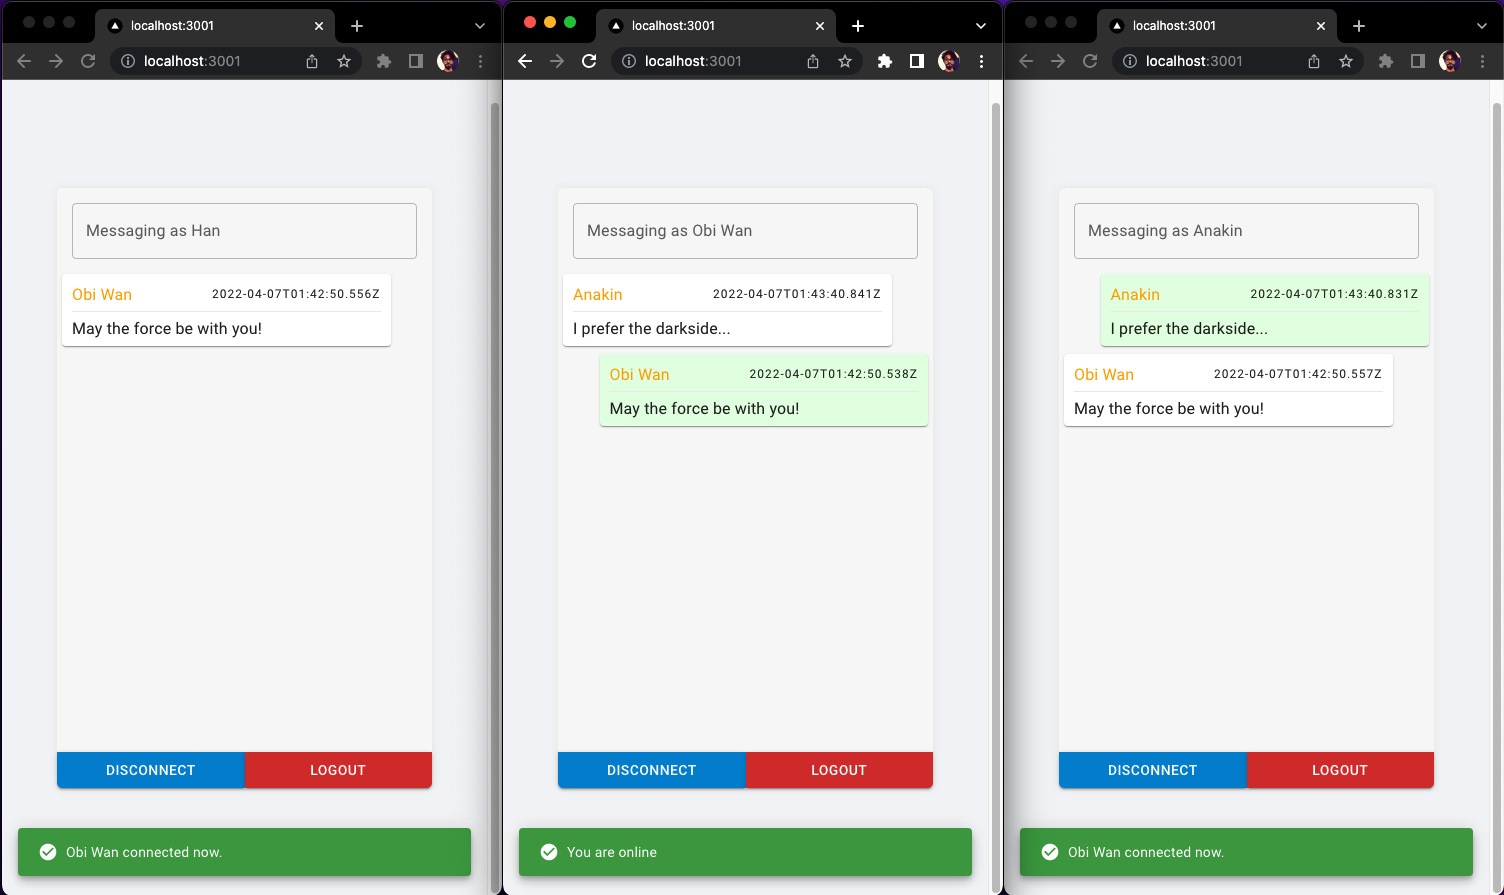 localhost:3001
localhost:3001
Messaging as Han
Obi Wan 2022-04-07T01:42:50.556Z
May the force be with you!
DISCONNECT LOGOUT
Obi Wan connected now.
localhost:3001
localhost:3001
Messaging as Obi Wan
Anakin 2022-04-07T01:43:40.841Z
I prefer the darkside...
Obi Wan 2022-04-07T01:42:50.538Z
May the force be with you!
DISCONNECT LOGOUT
You are online
localhost:3001
localhost:3001
Messaging as Anakin
Anakin 2022-04-07T01:43:40.831Z
I prefer the darkside...
Obi Wan 2022-04-07T01:42:50.557Z
May the force be with you!
DISCONNECT LOGOUT
Obi Wan connected now.